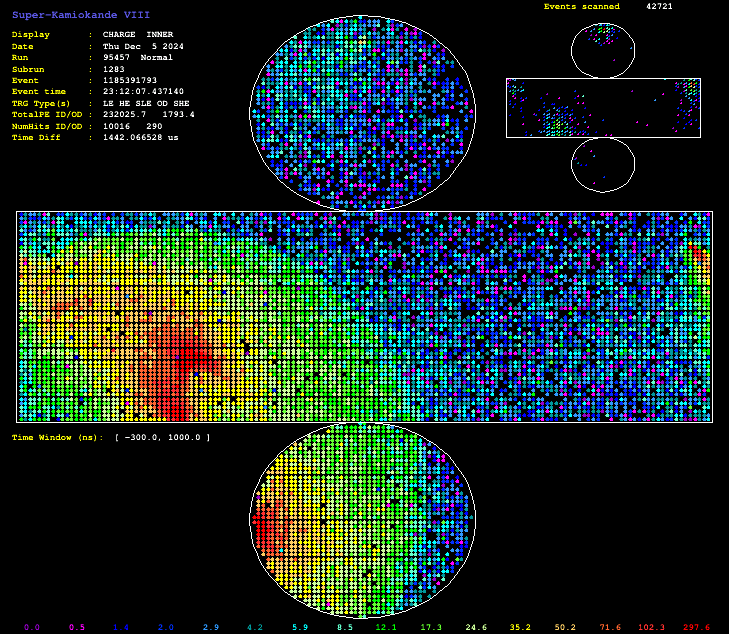 Super-Kamiokande VIII
Events scanned 42721
Display : CHARGE INNER
Date : Thu Dec 5 2024
Run : 95457 Normal
Subrun : 1283
Event : 1185391793
Event time : 23:12:07.437140
TRG Type(s) : LE HE SLE OD SHE
TotalPE ID/OD : 232025.7 1793.4
NumHits ID/OD : 10016 290
Time Diff : 1442.066528 us
Time Window (ns): [ -300.0, 1000.0 ]
0.0 0.5 1.4 2.0 2.9 4.2 5.9 8.5 12.1 17.3 24.6 35.2 50.2 71.6 102.3 297.6